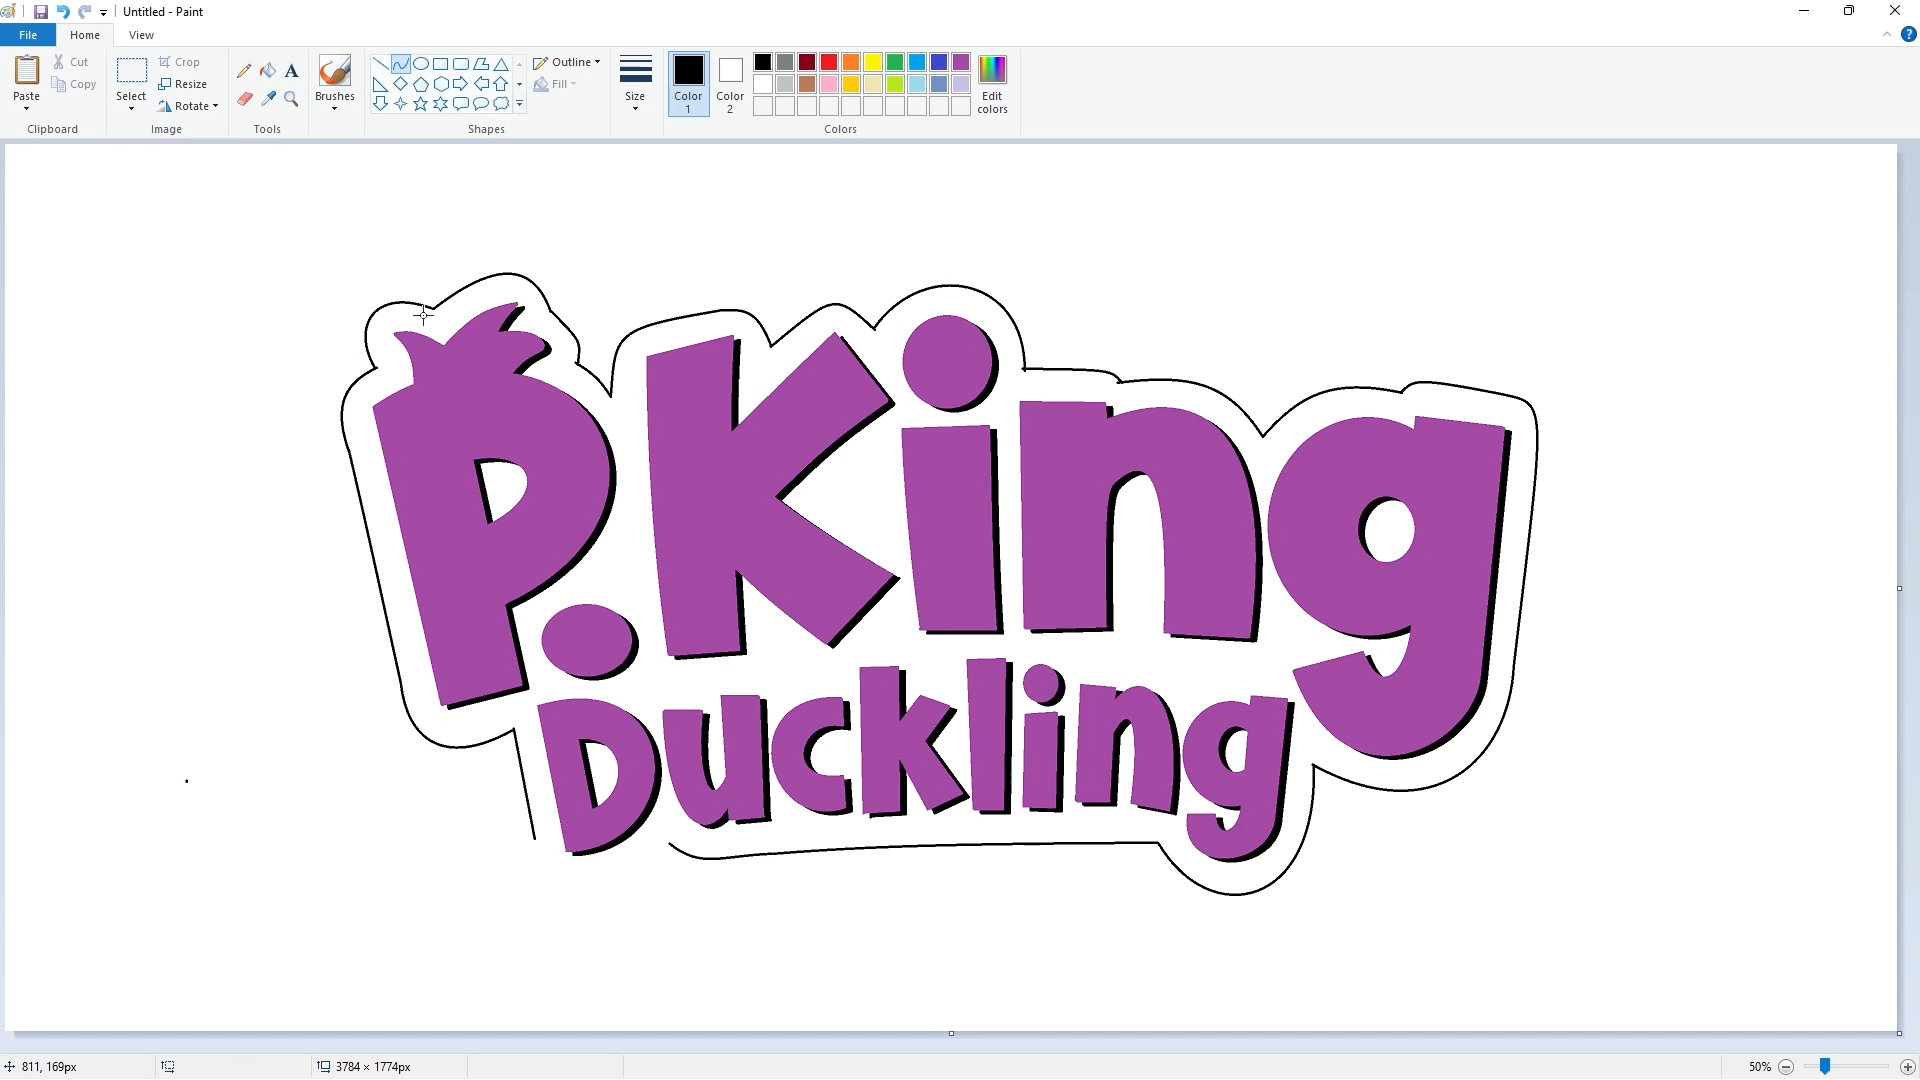 Untitled - Paint
File
Home
View
Paste
Cut
Copy
Clipboard
Select
Crop
Resize
Rotate
Image
Tools
Brushes
Shapes
Outline
Fill
Size
Color
1
Color
2
Edit
colors
Colors
P.King
Duckling
811, 169px
3784 × 1774px
50%